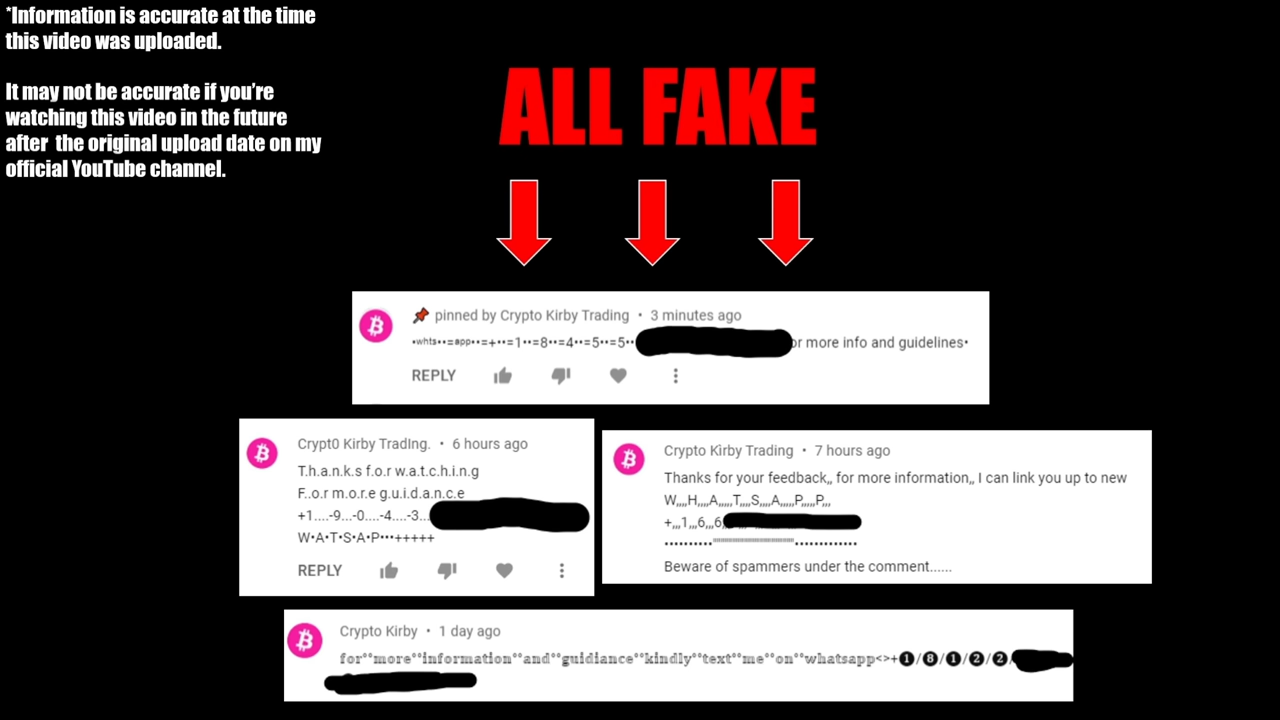 *Information is accurate at the time
this video was uploaded.
It may not be accurate if you're
watching this video in the future
after the original upload date on my
official YouTube channel.
ALL FAKE
📌 pinned by Crypto Kirby Trading • 3 minutes ago
•ʷʰᵗˢ••=ᵃᵖᵖ••=+••=1••=8••=4••=5••=5•• or more info and guidelines•
REPLY
Crypt0 Kirby TradIng. • 6 hours ago
T.h.a.n.k.s f.o.r w.a.t.c.h.i.n.g
F..o.r m.o.r.e g.u.i.d.a.n.c.e
+1....-9...-0....-4....-3...
W•A•T•S•A•P•••+++++
REPLY
Crypto Kirby Trading • 7 hours ago
Thanks for your feedback,, for more information,, I can link you up to new
W,,,,H,,,,A,,,,,T,,,,S,,,,A,,,,,P,,,,,P,,,
+,,,1,,,6,,,6,
Beware of spammers under the comment......
Crypto Kirby • 1 day ago
𝕗𝕠𝕣°°𝕞𝕠𝕣𝕖°°𝕚𝕟𝕗𝕠𝕣𝕞𝕒𝕥𝕚𝕠𝕟°°𝕒𝕟𝕕°°𝕘𝕦𝕚𝕕𝕚𝕒𝕟𝕔𝕖°°𝕜𝕚𝕟𝕕𝕝𝕪°°𝕥𝕖𝕩𝕥°°𝕞𝕖°°𝕠𝕟°°𝕨𝕙𝕒𝕥𝕤𝕒𝕡𝕡<>+❶/❽/❶/❷/❷/